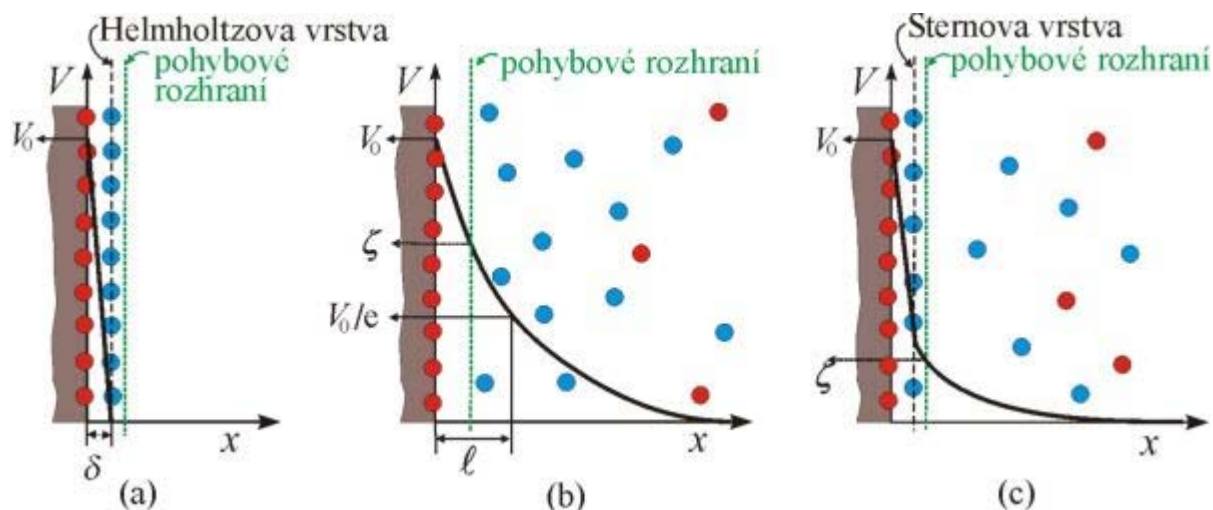 Helmholtzova vrstva
pohybové
rozhraní
V
V₀
x
δ
(a)
pohybové rozhraní
V
V₀
ζ
V₀/e
x
ℓ
(b)
Sternova vrstva
pohybové rozhraní
V
V₀
ζ
x
(c)